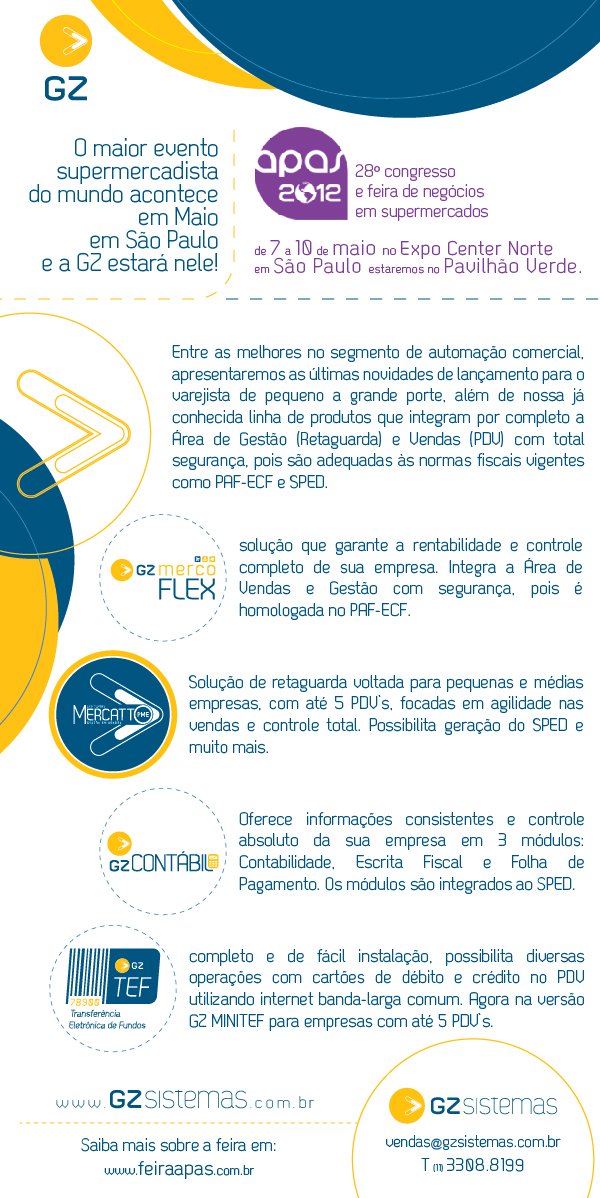 GZ
O maior evento
supermercadista
do mundo acontece
em Maio
em São Paulo
e a GZ estará nele!
apas
2012
28º congresso
e feira de negócios
em supermercados
de 7 a 10 de maio no Expo Center Norte
em São Paulo estaremos no Pavilhão Verde.
Entre as melhores no segmento de automação comercial,
apresentaremos as últimas novidades de lançamento para o
varejista de pequeno a grande porte, além de nossa já
conhecida linha de produtos que integram por completo a
Área de Gestão (Retaguarda) e Vendas (PDV) com total
segurança, pois são adequadas às normas fiscais vigentes
como PAF-ECF e SPED.
GZ merco
FLEX
solução que garante a rentabilidade e controle
completo de sua empresa. Integra a Área de
Vendas e Gestão com segurança, pois é
homologada no PAF-ECF.
MERCATTO PME
Solução de retaguarda voltada para pequenas e médias
empresas, com até 5 PDV`s, focadas em agilidade nas
vendas e controle total. Possibilita geração do SPED e
muito mais.
GZ CONTÁBIL
Oferece informações consistentes e controle
absoluto da sua empresa em 3 módulos:
Contabilidade, Escrita Fiscal e Folha de
Pagamento. Os módulos são integrados ao SPED.
GZ
TEF
78900
Transferência
Eletrônica de Fundos
completo e de fácil instalação, possibilita diversas
operações com cartões de débito e crédito no PDV
utilizando internet banda-larga comum. Agora na versão
GZ MINITEF para empresas com até 5 PDV`s.
www.GZsistemas.com.br
Saiba mais sobre a feira em:
www.feiraapas.com.br
GZsistemas
vendas@gzsistemas.com.br
T (11) 3308.8199